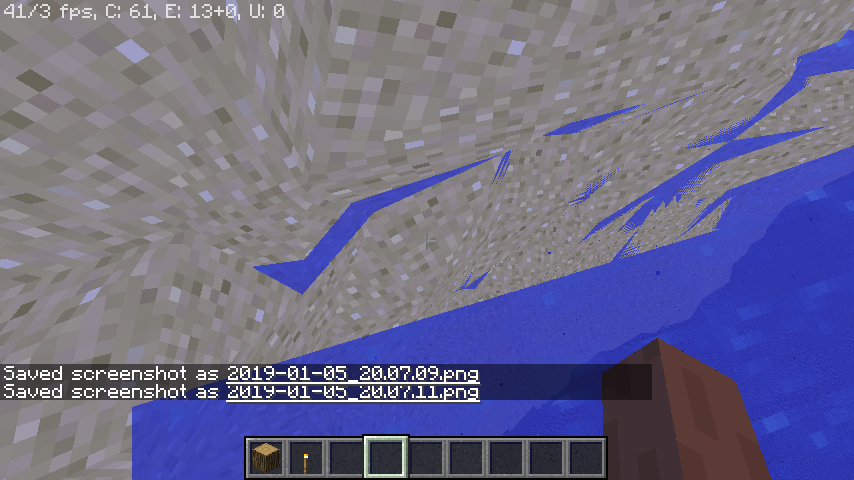 41/3 fps, C: 61, E: 13+0, U: 0
Saved screenshot as 2019-01-05_20.07.09.png
Saved screenshot as 2019-01-05_20.07.11.png